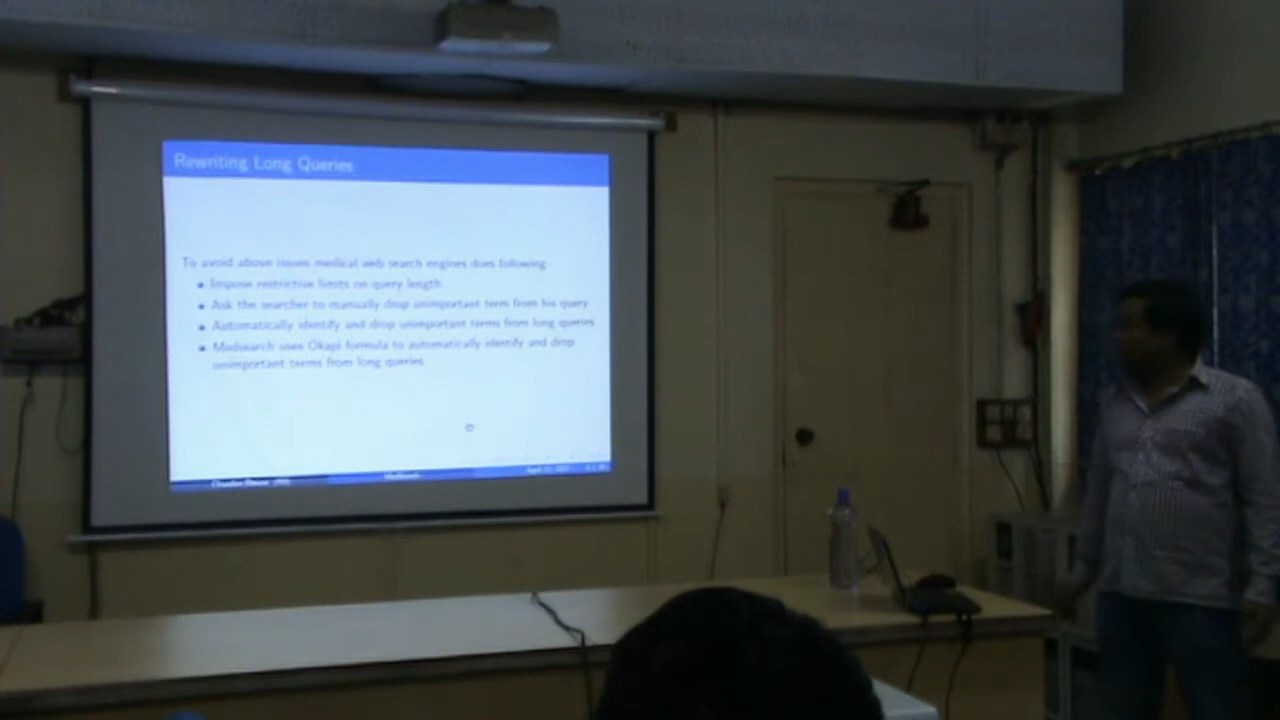 Rewriting Long Queries
To avoid above issues medical web search engines does following
Impose restrictive limits on query length
Ask the searcher to manually drop unimportant term from his query
Automatically identify and drop unimportant terms from long queries
Medsearch uses Okapi formula to automatically identify and drop
unimportant terms from long queries